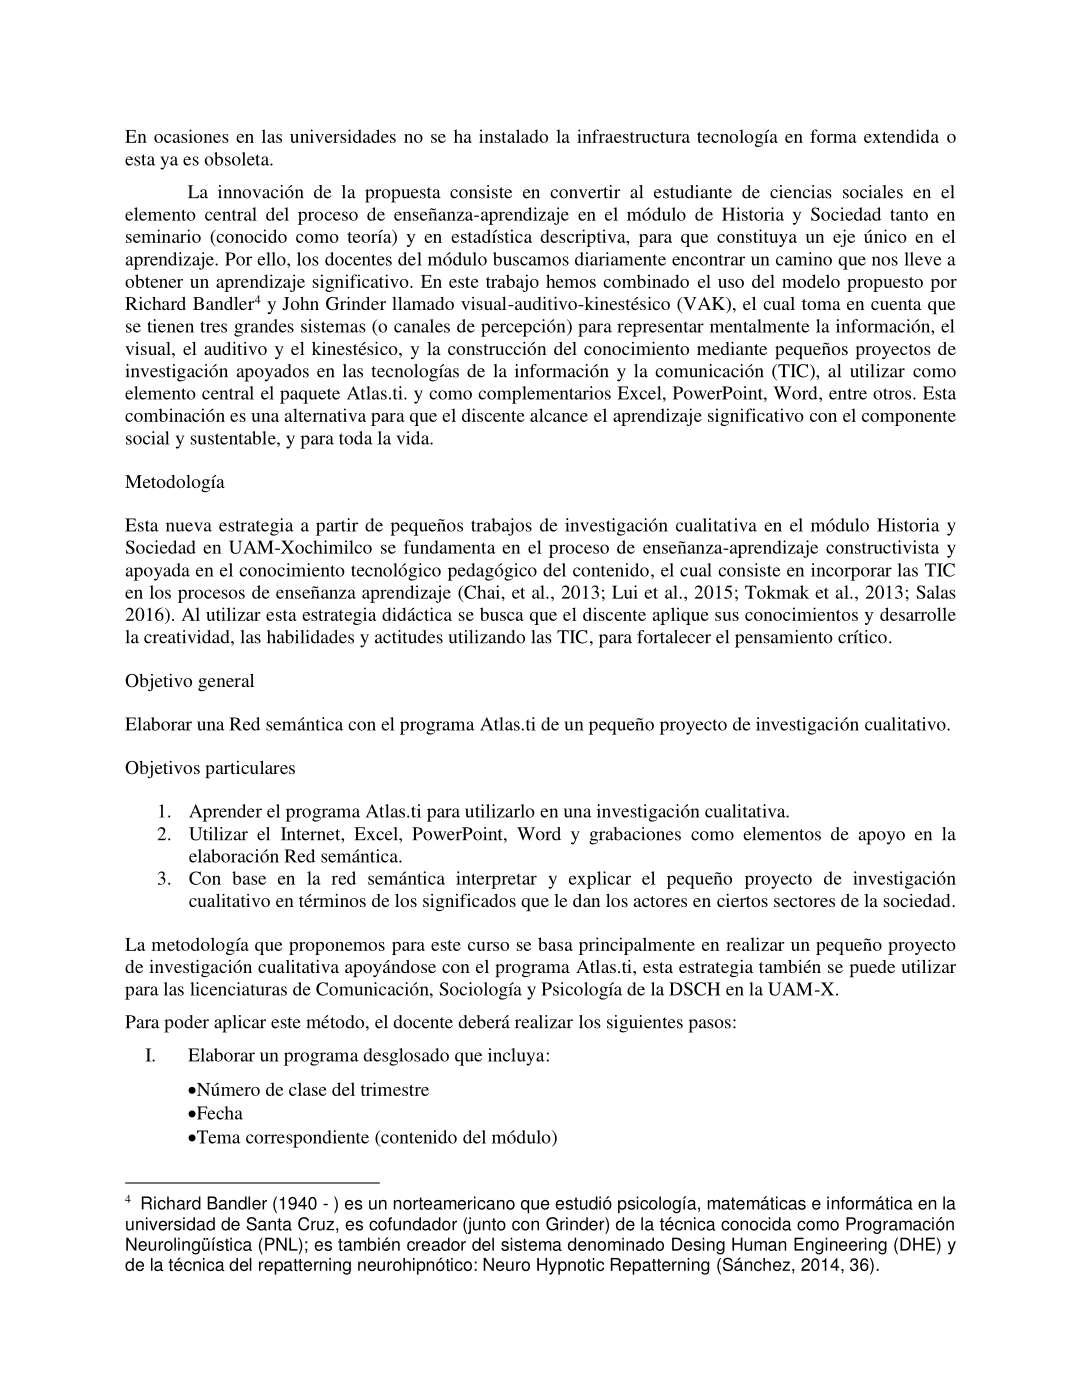 En ocasiones en las universidades no se ha instalado la infraestructura tecnología en forma extendida o
esta ya es obsoleta.
La innovación de la propuesta consiste en convertir al estudiante de ciencias sociales en el
elemento central del proceso de enseñanza-aprendizaje en el módulo de Historia y Sociedad tanto en
seminario (conocido como teoría) y en estadística descriptiva, para que constituya un eje único en el
aprendizaje. Por ello, los docentes del módulo buscamos diariamente encontrar un camino que nos lleve a
obtener un aprendizaje significativo. En este trabajo hemos combinado el uso del modelo propuesto por
Richard Bandler4 y John Grinder llamado visual-auditivo-kinestésico (VAK), el cual toma en cuenta que
se tienen tres grandes sistemas (o canales de percepción) para representar mentalmente la información, el
visual, el auditivo y el kinestésico, y la construcción del conocimiento mediante pequeños proyectos de
investigación apoyados en las tecnologías de la información y la comunicación (TIC), al utilizar como
elemento central el paquete Atlas.ti. y como complementarios Excel, PowerPoint, Word, entre otros. Esta
combinación es una alternativa para que el discente alcance el aprendizaje significativo con el componente
social y sustentable, y para toda la vida.
Metodología
Esta nueva estrategia a partir de pequeños trabajos de investigación cualitativa en el módulo Historia y
Sociedad en UAM-Xochimilco se fundamenta en el proceso de enseñanza-aprendizaje constructivista y
apoyada en el conocimiento tecnológico pedagógico del contenido, el cual consiste en incorporar las TIC
en los procesos de enseñanza aprendizaje (Chai, et al., 2013; Lui et al., 2015; Tokmak et al., 2013; Salas
2016). Al utilizar esta estrategia didáctica se busca que el discente aplique sus conocimientos y desarrolle
la creatividad, las habilidades y actitudes utilizando las TIC, para fortalecer el pensamiento crítico.
Objetivo general
Elaborar una Red semántica con el programa Atlas.ti de un pequeño proyecto de investigación cualitativo.
Objetivos particulares
1. Aprender el programa Atlas.ti para utilizarlo en una investigación cualitativa.
2. Utilizar el Internet, Excel, PowerPoint, Word y grabaciones como elementos de apoyo en la
elaboración Red semántica.
3. Con base en la red semántica interpretar y explicar el pequeño proyecto de investigación
cualitativo en términos de los significados que le dan los actores en ciertos sectores de la sociedad.
La metodología que proponemos para este curso se basa principalmente en realizar un pequeño proyecto
de investigación cualitativa apoyándose con el programa Atlas.ti, esta estrategia también se puede utilizar
para las licenciaturas de Comunicación, Sociología y Psicología de la DSCH en la UAM-X.
Para poder aplicar este método, el docente deberá realizar los siguientes pasos:
I. Elaborar un programa desglosado que incluya:
•Número de clase del trimestre
•Fecha
•Tema correspondiente (contenido del módulo)
4 Richard Bandler (1940 - ) es un norteamericano que estudió psicología, matemáticas e informática en la
universidad de Santa Cruz, es cofundador (junto con Grinder) de la técnica conocida como Programación
Neurolingüística (PNL); es también creador del sistema denominado Desing Human Engineering (DHE) y
de la técnica del repatterning neurohipnótico: Neuro Hypnotic Repatterning (Sánchez, 2014, 36).